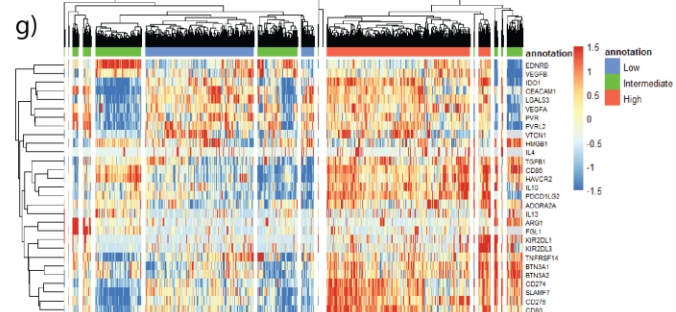 g)
annotation
1.5
1
0.5
0
-0.5
-1
-1.5
annotation
Low
Intermediate
High
EDNRB
VEGFB
IDO1
CEACAM1
LGALS3
VEGFA
PVR
PVRL2
VTCN1
HMGB1
IL4
TGFB1
CD86
HAVCR2
IL10
PDCD1LG2
ADORA2A
IL13
ARG1
FGL1
KIR2DL1
KIR2DL3
TNFRSF14
BTN3A1
BTN3A2
CD274
SLAMF7
CD276
CD80